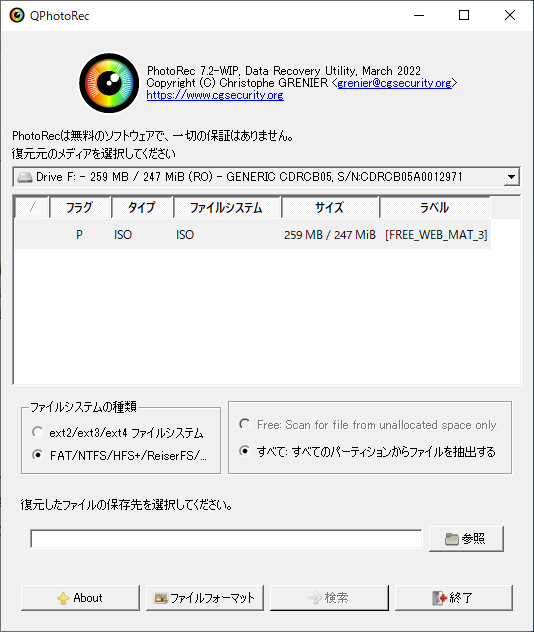 QPhotoRec
PhotoRec 7.2-WIP, Data Recovery Utility, March 2022
Copyright (C) Christophe GRENIER <grenier@cgsecurity.org>
https://www.cgsecurity.org
PhotoRecは無料のソフトウェアで、一切の保証はありません。
復元元のメディアを選択してください
Drive F: - 259 MB / 247 MiB (RO) - GENERIC CDRCB05, S/N:CDRCB05A0012971
/ フラグ タイプ ファイルシステム サイズ ラベル
P ISO ISO 259 MB / 247 MiB [FREE_WEB_MAT_3]
ファイルシステムの種類
ext2/ext3/ext4 ファイルシステム
FAT/NTFS/HFS+/ReiserFS/...
Free: Scan for file from unallocated space only
すべて: すべてのパーティションからファイルを抽出する
復元したファイルの保存先を選択してください。
参照
About ファイルフォーマット 検索 終了